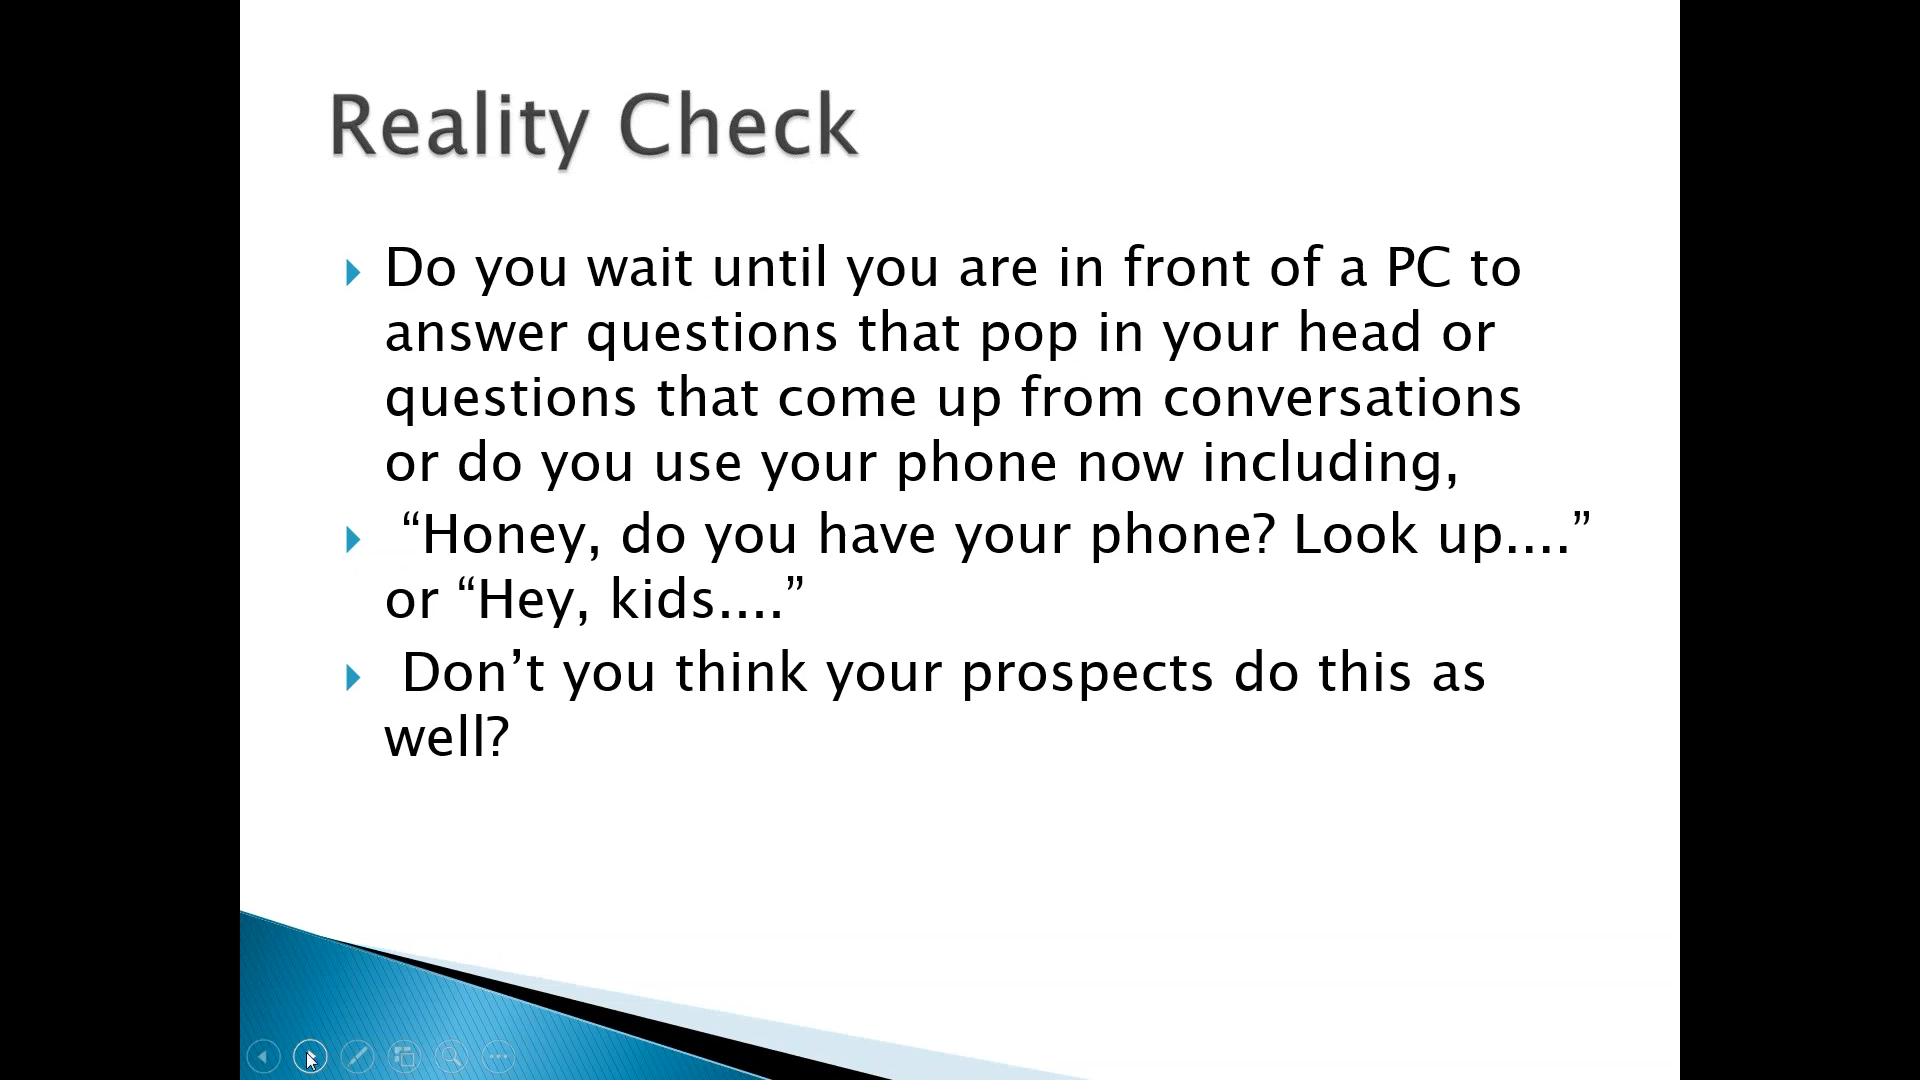 Reality Check
Do you wait until you are in front of a PC to
answer questions that pop in your head or
questions that come up from conversations
or do you use your phone now including,
“Honey, do you have your phone? Look up....”
or “Hey, kids....”
Don’t you think your prospects do this as
well?